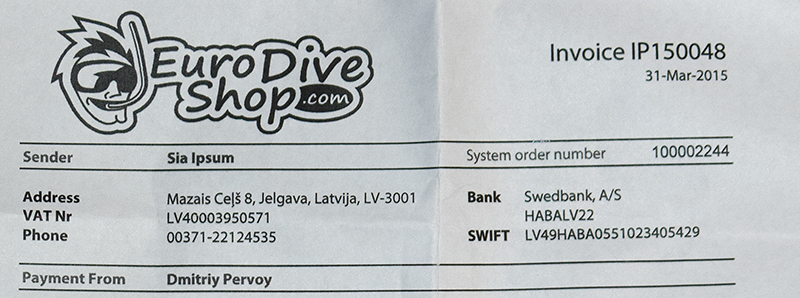 EuroDive
Shop.com
Invoice IP150048
31-Mar-2015
Sender Sia Ipsum System order number 100002244
Address Mazais Ceļš 8, Jelgava, Latvija, LV-3001 Bank Swedbank, A/S
VAT Nr LV40003950571 HABALV22
Phone 00371-22124535 SWIFT LV49HABA0551023405429
Payment From Dmitriy Pervoy